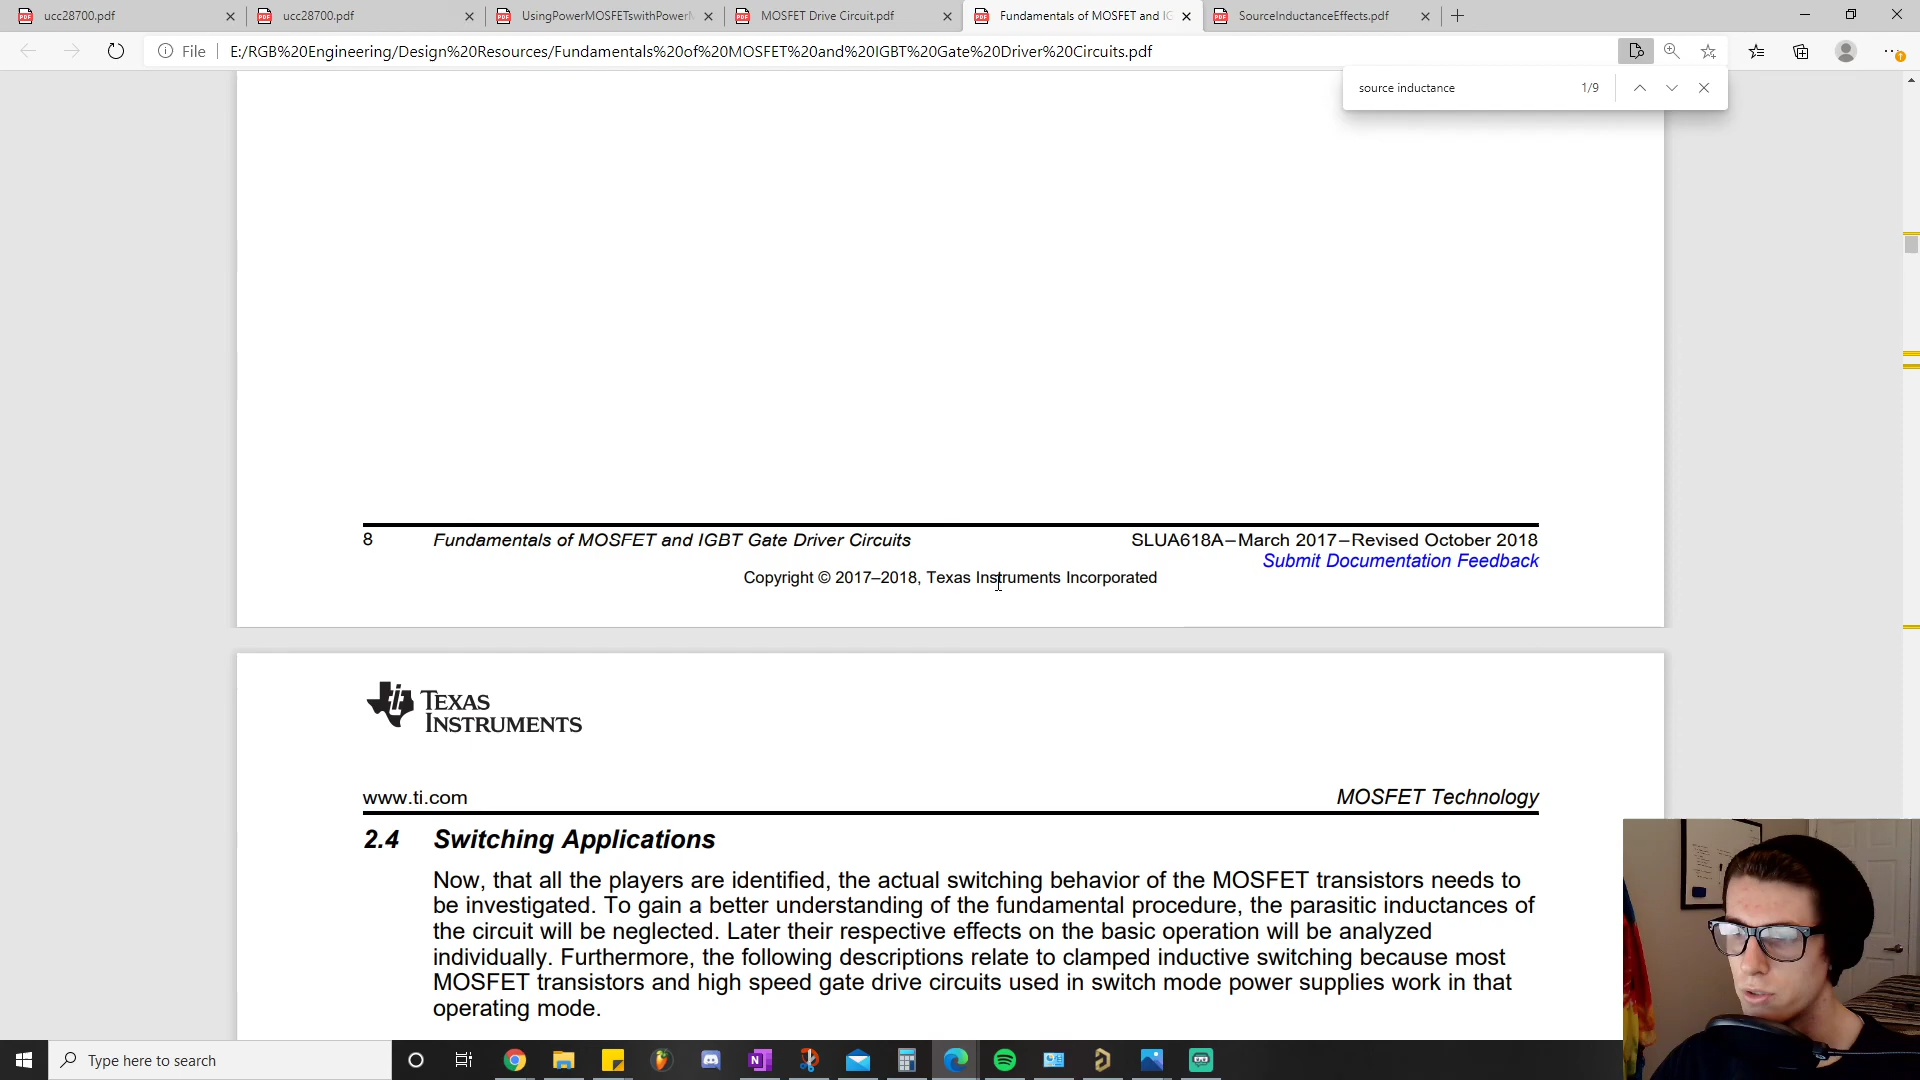 ucc28700.pdf
ucc28700.pdf
UsingPowerMOSFETswithPowerM
MOSFET Drive Circuit.pdf
Fundamentals of MOSFET and IG
SourceInductanceEffects.pdf
File
E:/RGB%20Engineering/Design%20Resources/Fundamentals%20of%20MOSFET%20and%20IGBT%20Gate%20Driver%20Circuits.pdf
source inductance
1/9
8 Fundamentals of MOSFET and IGBT Gate Driver Circuits SLUA618A–March 2017–Revised October 2018
Submit Documentation Feedback
Copyright © 2017–2018, Texas Instruments Incorporated
TEXAS
INSTRUMENTS
www.ti.com MOSFET Technology
2.4 Switching Applications
Now, that all the players are identified, the actual switching behavior of the MOSFET transistors needs to
be investigated. To gain a better understanding of the fundamental procedure, the parasitic inductances of
the circuit will be neglected. Later their respective effects on the basic operation will be analyzed
individually. Furthermore, the following descriptions relate to clamped inductive switching because most
MOSFET transistors and high speed gate drive circuits used in switch mode power supplies work in that
operating mode.
Type here to search